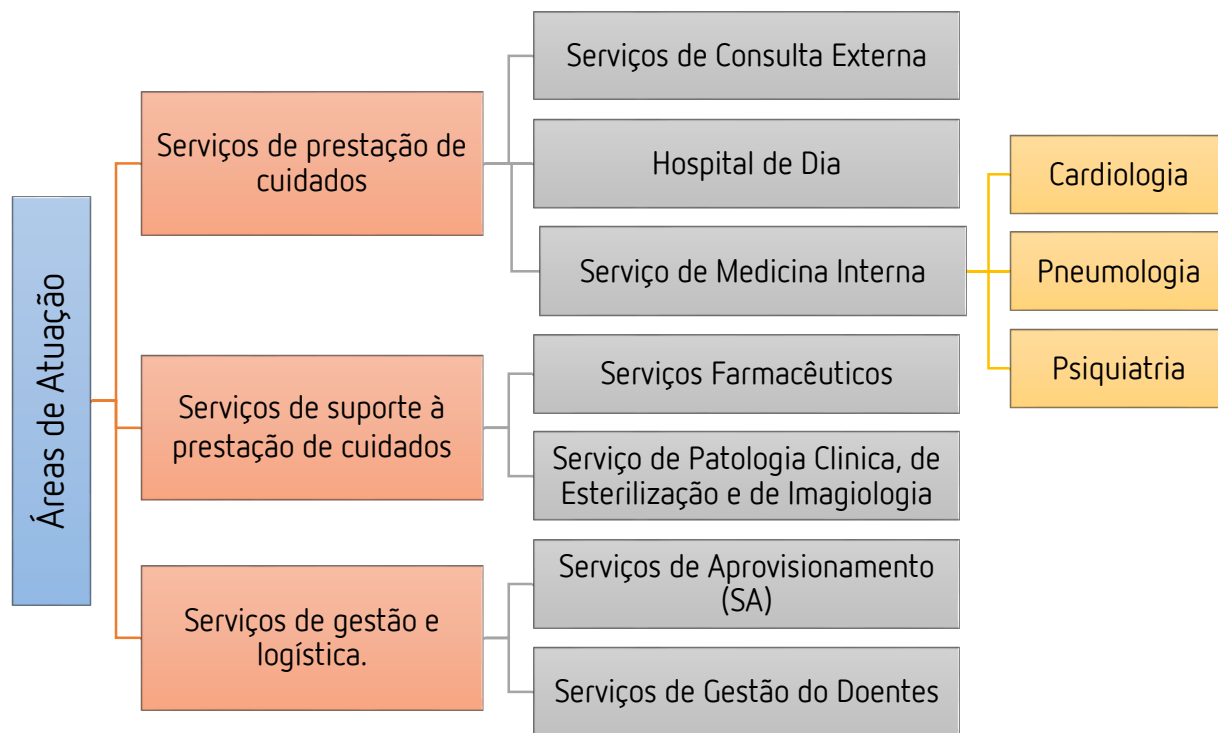 Áreas de Atuação
Serviços de prestação de
cuidados
Serviços de Consulta Externa
Hospital de Dia
Serviço de Medicina Interna
Cardiologia
Pneumologia
Psiquiatria
Serviços de suporte à
prestação de cuidados
Serviços Farmacêuticos
Serviço de Patologia Clinica, de
Esterilização e de Imagiologia
Serviços de gestão e
logística.
Serviços de Aprovisionamento
(SA)
Serviços de Gestão do Doentes